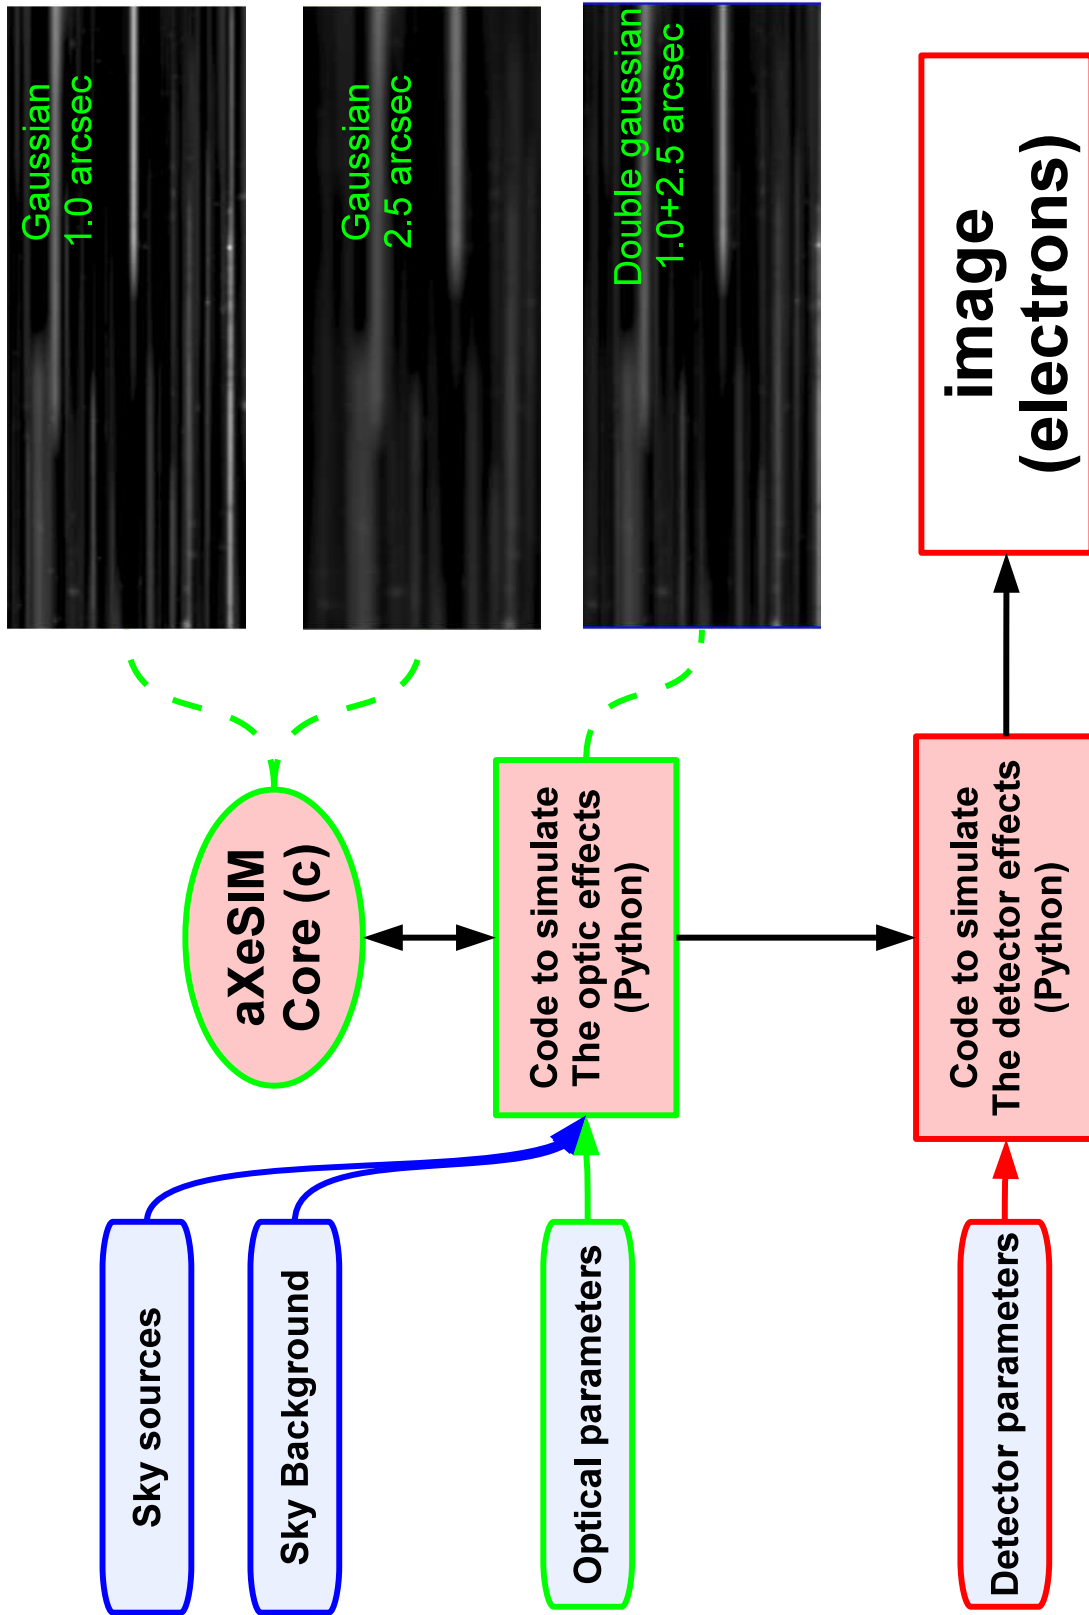 Sky sources
Sky Background
Optical parameters
Detector parameters
aXeSIM
Core (c)
Code to simulate
The optic effects
(Python)
Code to simulate
The detector effects
(Python)
Gaussian
1.0 arcsec
Gaussian
2.5 arcsec
Double gaussian
1.0+2.5 arcsec
image
(electrons)